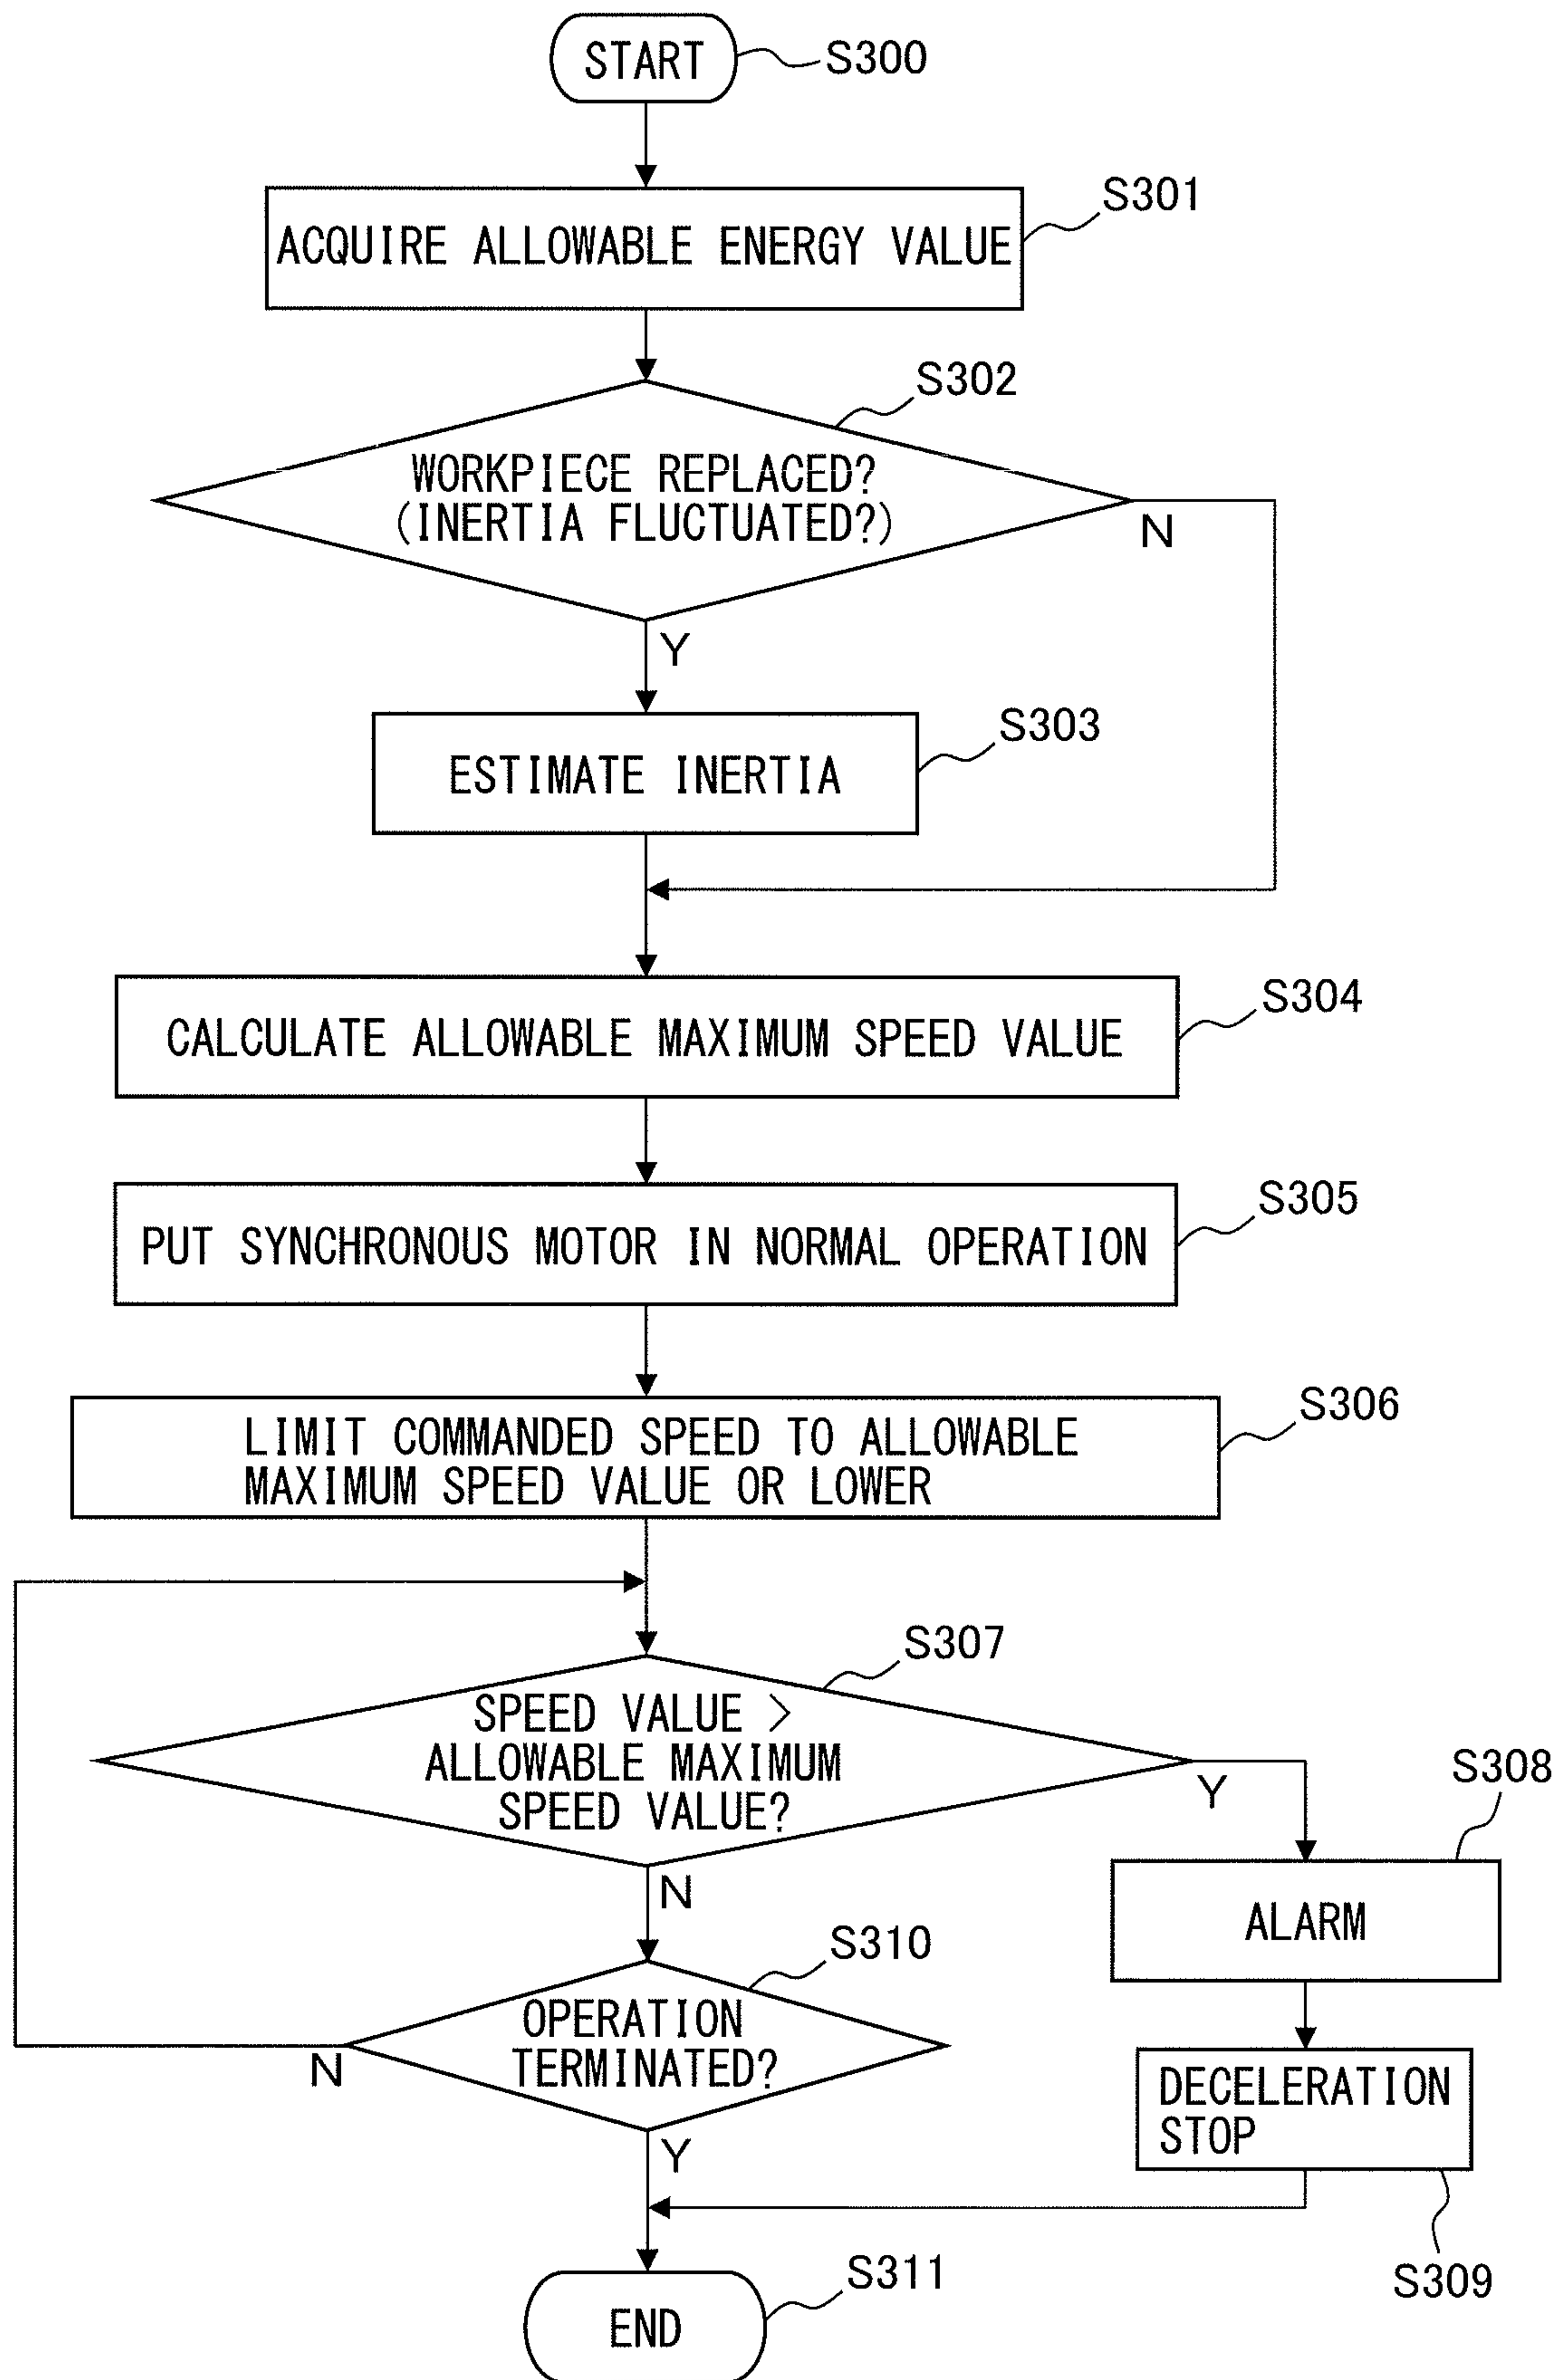 START
S300
ACQUIRE ALLOWABLE ENERGY VALUE
S301
S302
WORKPIECE REPLACED?
(INERTIA FLUCTUATED?)
N
Y
S303
ESTIMATE INERTIA
S304
CALCULATE ALLOWABLE MAXIMUM SPEED VALUE
S305
PUT SYNCHRONOUS MOTOR IN NORMAL OPERATION
S306
LIMIT COMMANDED SPEED TO ALLOWABLE
MAXIMUM SPEED VALUE OR LOWER
S307
SPEED VALUE >
ALLOWABLE MAXIMUM
SPEED VALUE?
Y
S308
N
ALARM
S310
OPERATION
TERMINATED?
N
DECELERATION
STOP
Y
S309
S311
END